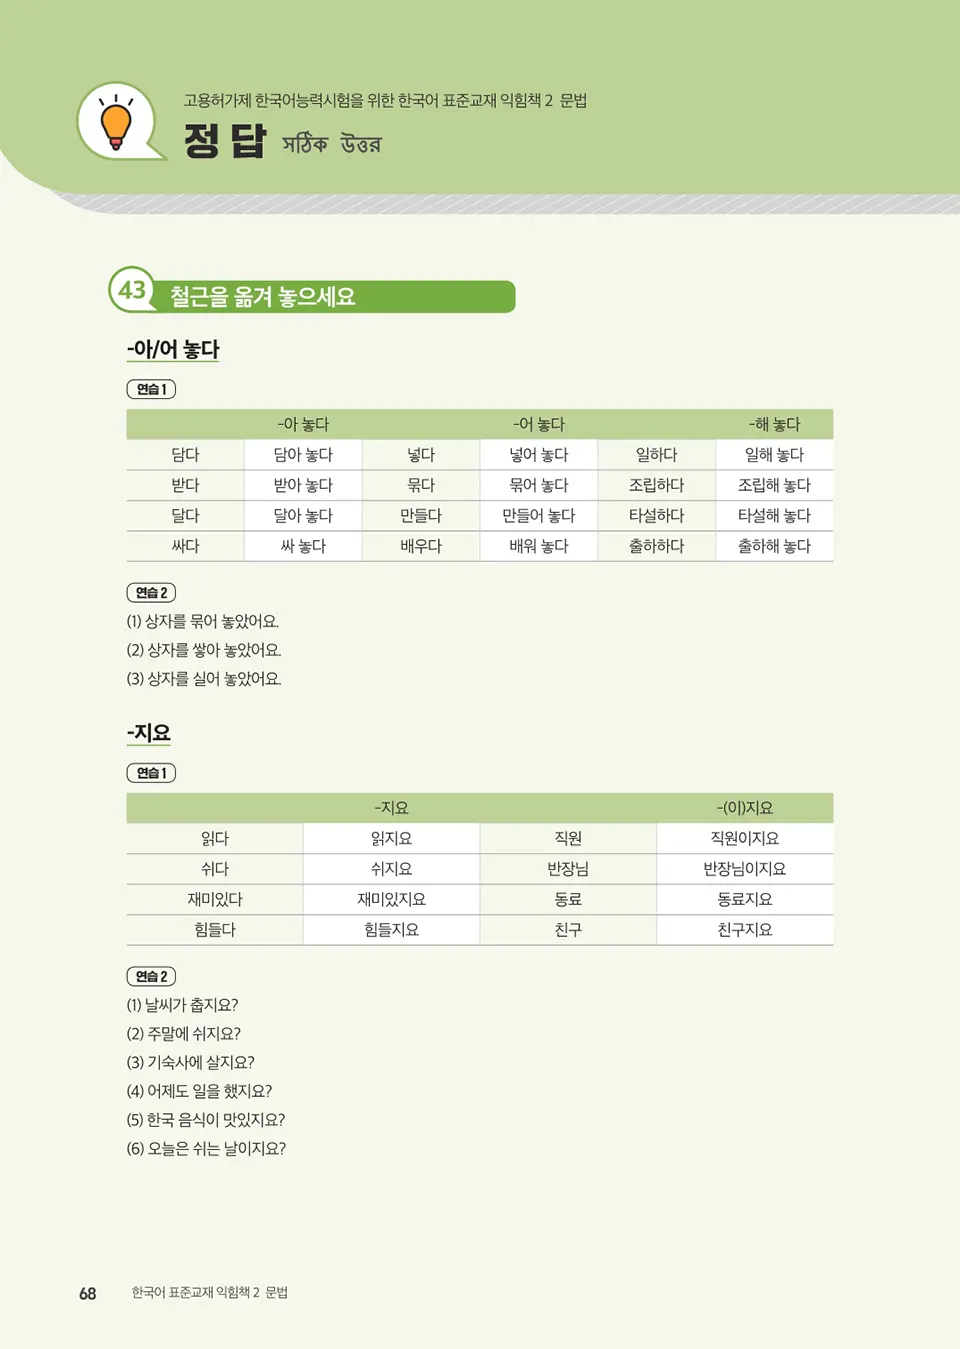 고용허가제 한국어능력시험을 위한 한국어 표준교재 익힘책 2 문법
정답 সঠিক উত্তর
43 철근을 옮겨 놓으세요
-아/어 놓다
연습 1
-아 놓다 -어 놓다 -해 놓다
담다 담아 놓다 넣다 넣어 놓다 일하다 일해 놓다
받다 받아 놓다 묶다 묶어 놓다 조립하다 조립해 놓다
달다 달아 놓다 만들다 만들어 놓다 타설하다 타설해 놓다
싸다 싸 놓다 배우다 배워 놓다 출하하다 출하해 놓다
연습 2
(1) 상자를 묶어 놓았어요.
(2) 상자를 쌓아 놓았어요.
(3) 상자를 실어 놓았어요.
-지요
연습 1
-지요 -(이)지요
읽다 읽지요 직원 직원이지요
쉬다 쉬지요 반장님 반장님이지요
재미있다 재미있지요 동료 동료지요
힘들다 힘들지요 친구 친구지요
연습 2
(1) 날씨가 춥지요?
(2) 주말에 쉬지요?
(3) 기숙사에 살지요?
(4) 어제도 일을 했지요?
(5) 한국 음식이 맛있지요?
(6) 오늘은 쉬는 날이지요?
68 한국어 표준교재 익힘책 2 문법